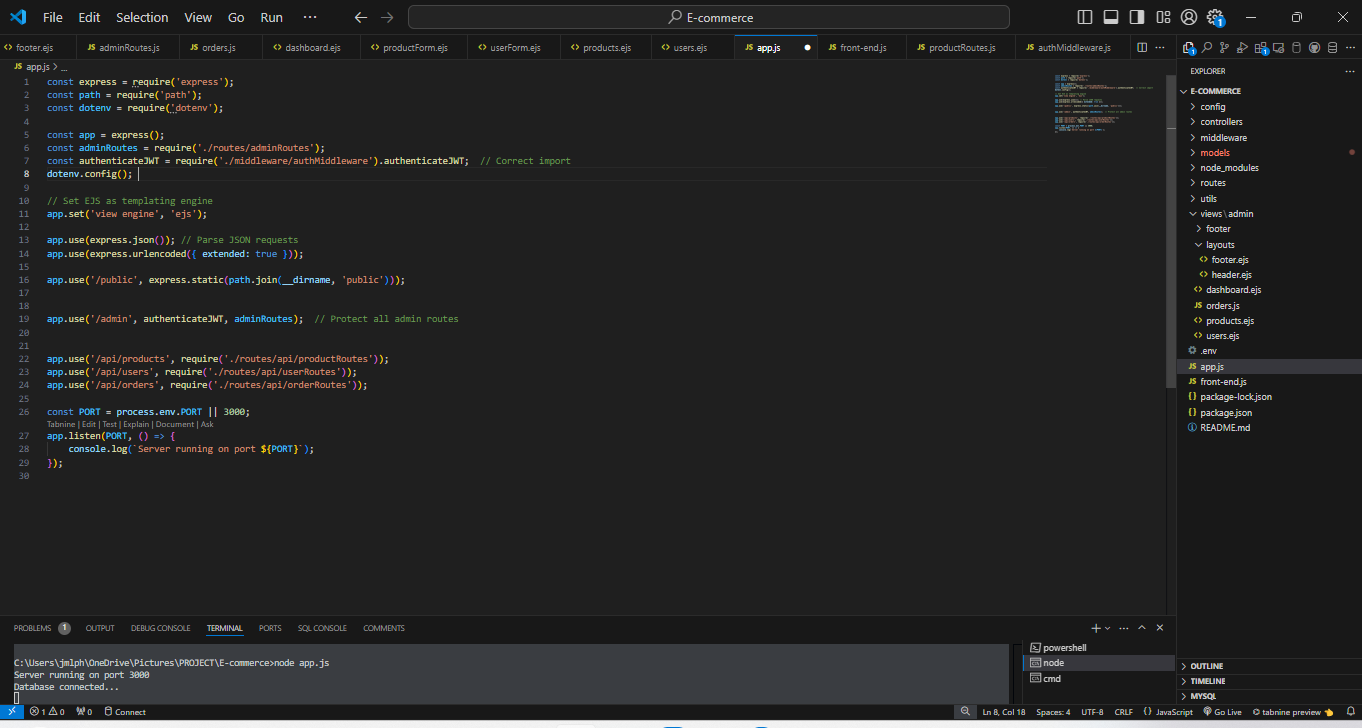 File Edit Selection View Go Run ··· E-commerce 1
<> footer.ejs JS adminRoutes.js JS orders.js <> dashboard.ejs <> productForm.ejs <> userForm.ejs <> products.ejs <> users.ejs JS app.js JS front-end.js JS productRoutes.js JS authMiddleware.js ···
JS app.js > ...
1 const express = require('express');
2 const path = require('path');
3 const dotenv = require('dotenv');
4
5 const app = express();
6 const adminRoutes = require('./routes/adminRoutes');
7 const authenticateJWT = require('./middleware/authMiddleware').authenticateJWT;  // Correct import
8 dotenv.config();
9
10 // Set EJS as templating engine
11 app.set('view engine', 'ejs');
12
13 app.use(express.json()); // Parse JSON requests
14 app.use(express.urlencoded({ extended: true }));
15
16 app.use('/public', express.static(path.join(__dirname, 'public')));
17
18
19 app.use('/admin', authenticateJWT, adminRoutes);  // Protect all admin routes
20
21
22 app.use('/api/products', require('./routes/api/productRoutes'));
23 app.use('/api/users', require('./routes/api/userRoutes'));
24 app.use('/api/orders', require('./routes/api/orderRoutes'));
25
26 const PORT = process.env.PORT || 3000;
Tabnine | Edit | Test | Explain | Document | Ask
27 app.listen(PORT, () => {
28     console.log(`Server running on port ${PORT}`);
29 });
30
1 1
EXPLORER ···
E-COMMERCE
config
controllers
middleware
models
node_modules
routes
utils
views\admin
footer
layouts
<> footer.ejs
<> header.ejs
<> dashboard.ejs
JS orders.js
<> products.ejs
<> users.ejs
.env
JS app.js
JS front-end.js
{} package-lock.json
{} package.json
README.md
OUTLINE
TIMELINE
MYSQL
PROBLEMS 1 OUTPUT DEBUG CONSOLE TERMINAL PORTS SQL CONSOLE COMMENTS
C:\Users\jmlph\OneDrive\Pictures\PROJECT\E-commerce>node app.js
Server running on port 3000
Database connected...
powershell
node
cmd
1 0 0 Connect Ln 8, Col 18 Spaces: 4 UTF-8 CRLF {} JavaScript Go Live tabnine preview